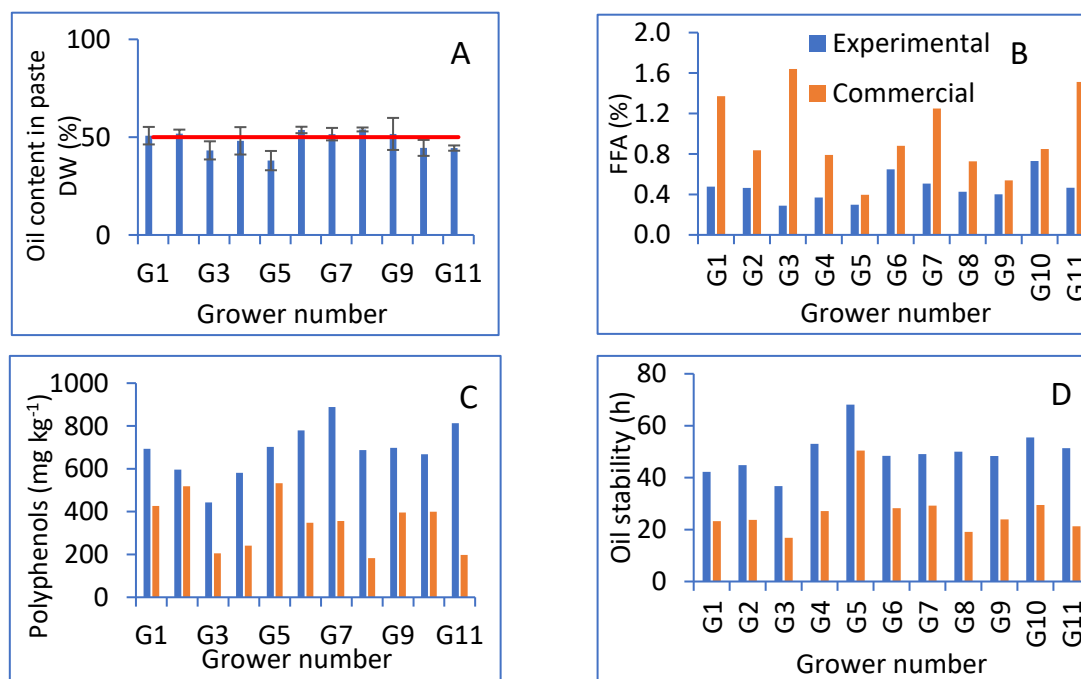 A
Oil content in paste
DW (%)
100
50
0
G1 G3 G5 G7 G9 G11
Grower number
B
Experimental
Commercial
FFA (%)
2.0
1.6
1.2
0.8
0.4
0.0
G1 G2 G3 G4 G5 G6 G7 G8 G9 G10 G11
Grower number
C
Polyphenols (mg kg⁻¹)
1000
800
600
400
200
0
G1 G3 G5 G7 G9 G11
Grower number
D
Oil stability (h)
80
60
40
20
0
G1 G2 G3 G4 G5 G6 G7 G8 G9 G10 G11
Grower number